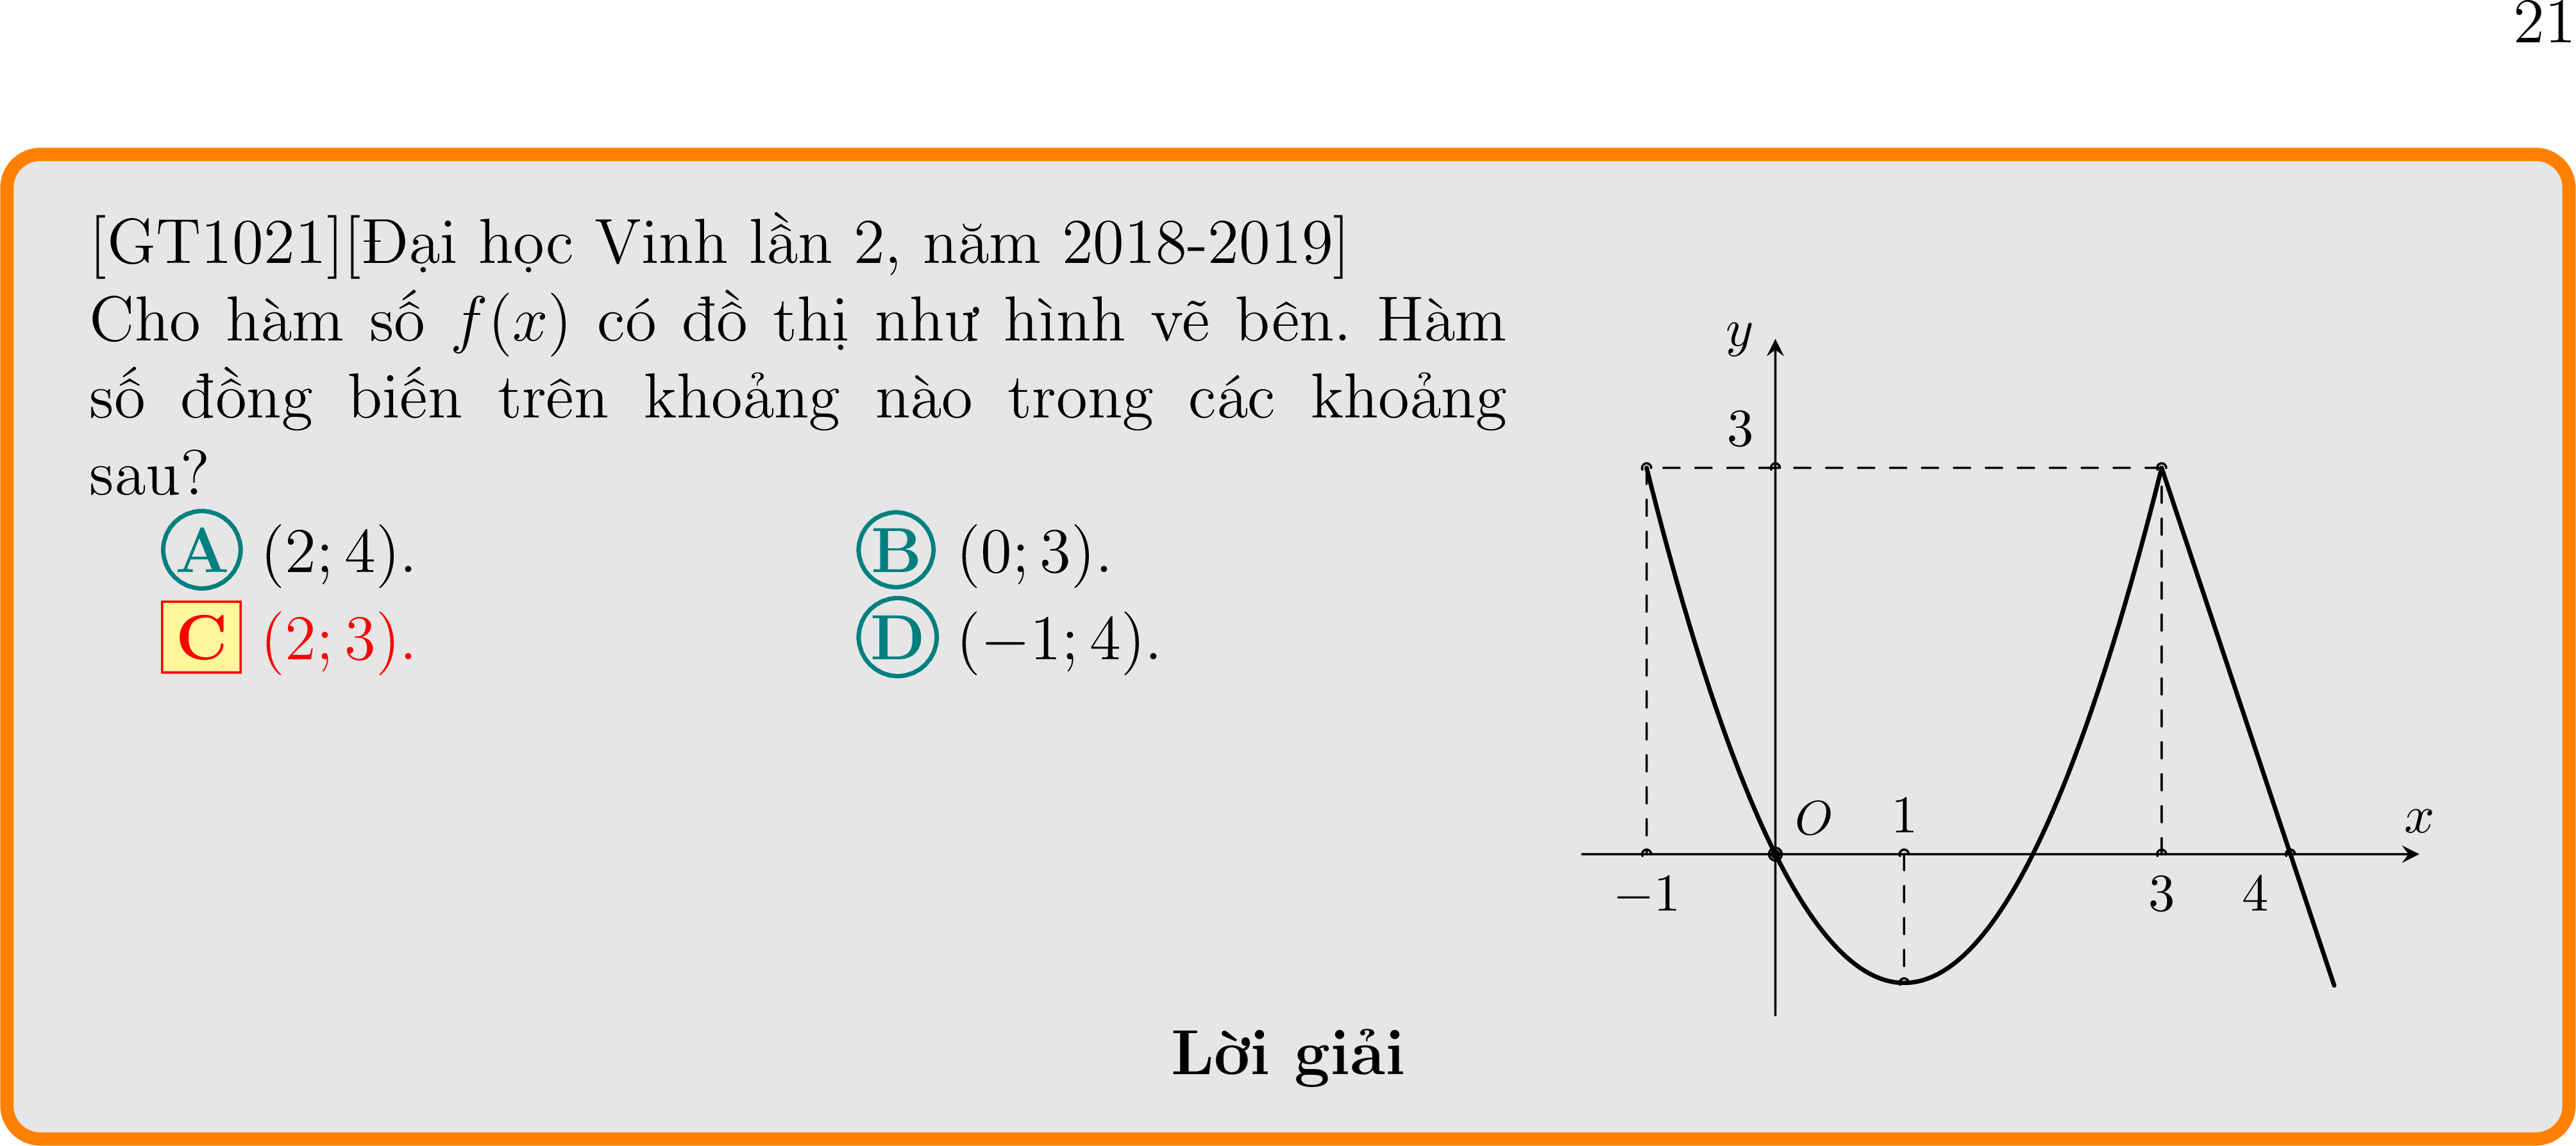 21
[GT1021][Đại học Vinh lần 2, năm 2018-2019]
Cho hàm số f(x) có đồ thị như hình vẽ bên. Hàm
số đồng biến trên khoảng nào trong các khoảng
sau?
A (2; 4). B (0; 3).
C (2; 3). D (−1; 4).
y
3
O 1 x
−1 3 4
Lời giải